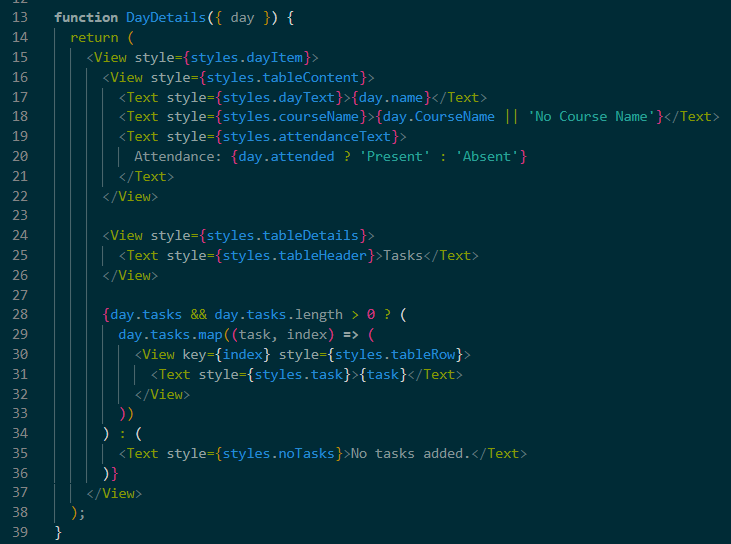 13 function DayDetails({ day }) {
14   return (
15     <View style={styles.dayItem}>
16       <View style={styles.tableContent}>
17         <Text style={styles.dayText}>{day.name}</Text>
18         <Text style={styles.courseName}>{day.CourseName || 'No Course Name'}</Text>
19         <Text style={styles.attendanceText}>
20           Attendance: {day.attended ? 'Present' : 'Absent'}
21         </Text>
22       </View>
23
24       <View style={styles.tableDetails}>
25         <Text style={styles.tableHeader}>Tasks</Text>
26       </View>
27
28       {day.tasks && day.tasks.length > 0 ? (
29         day.tasks.map((task, index) => (
30           <View key={index} style={styles.tableRow}>
31             <Text style={styles.task}>{task}</Text>
32           </View>
33         ))
34       ) : (
35         <Text style={styles.noTasks}>No tasks added.</Text>
36       )}
37     </View>
38   );
39 }